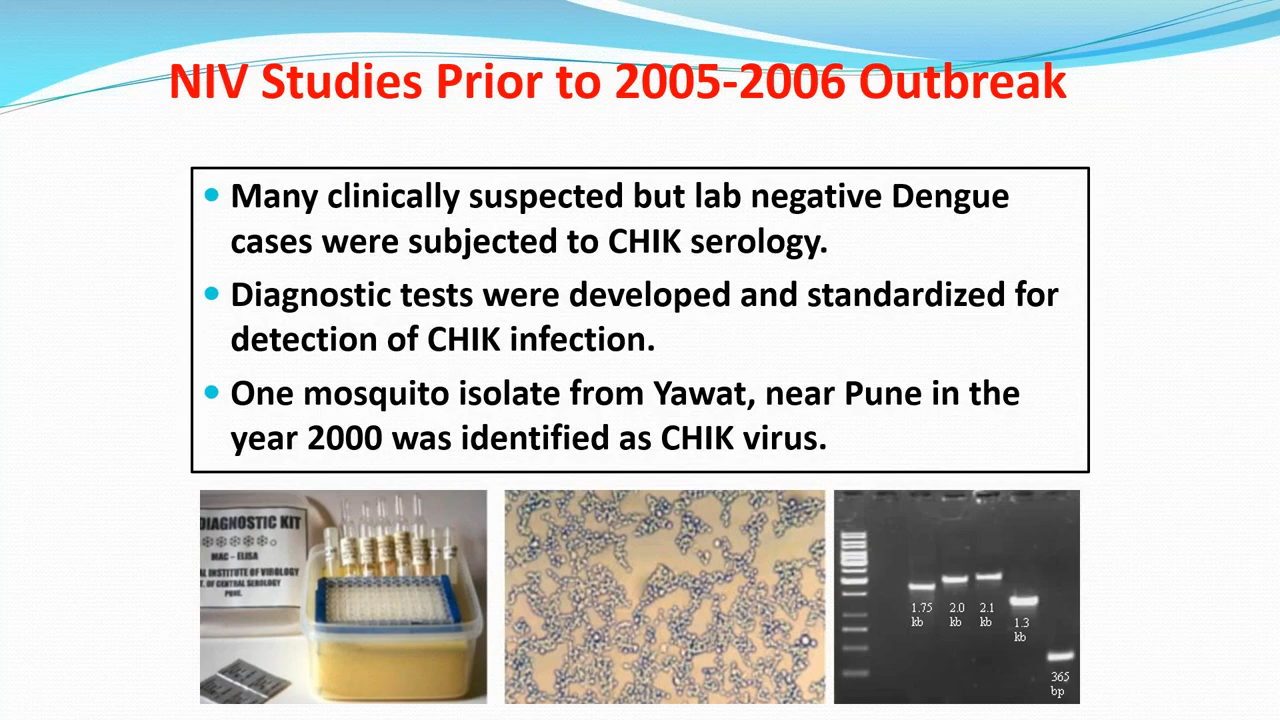 NIV Studies Prior to 2005-2006 Outbreak
Many clinically suspected but lab negative Dengue
cases were subjected to CHIK serology.
Diagnostic tests were developed and standardized for
detection of CHIK infection.
One mosquito isolate from Yawat, near Pune in the
year 2000 was identified as CHIK virus.
DIAGNOSTIC KIT
MAC - ELISA
INSTITUTE OF VIROLOGY
OF CENTRAL SEROLOGY
PUNE.
1.75
kb
2.0
kb
2.1
kb
1.3
kb
365
bp